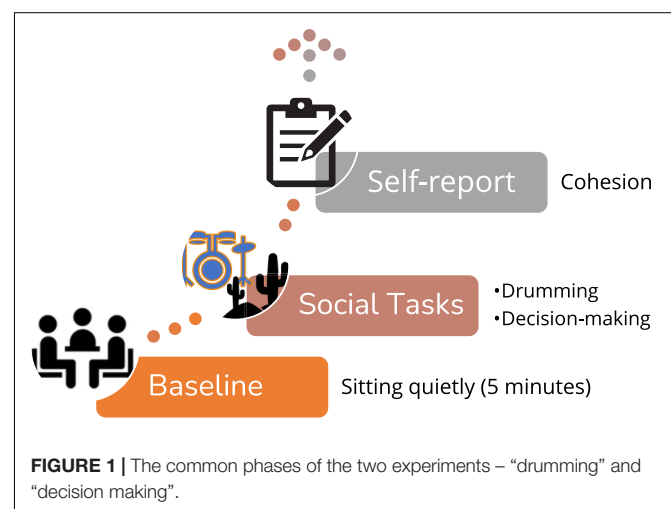 Self-report
Cohesion
Social Tasks
•Drumming
•Decision-making
Baseline
Sitting quietly (5 minutes)
FIGURE 1 | The common phases of the two experiments – “drumming” and
“decision making”.